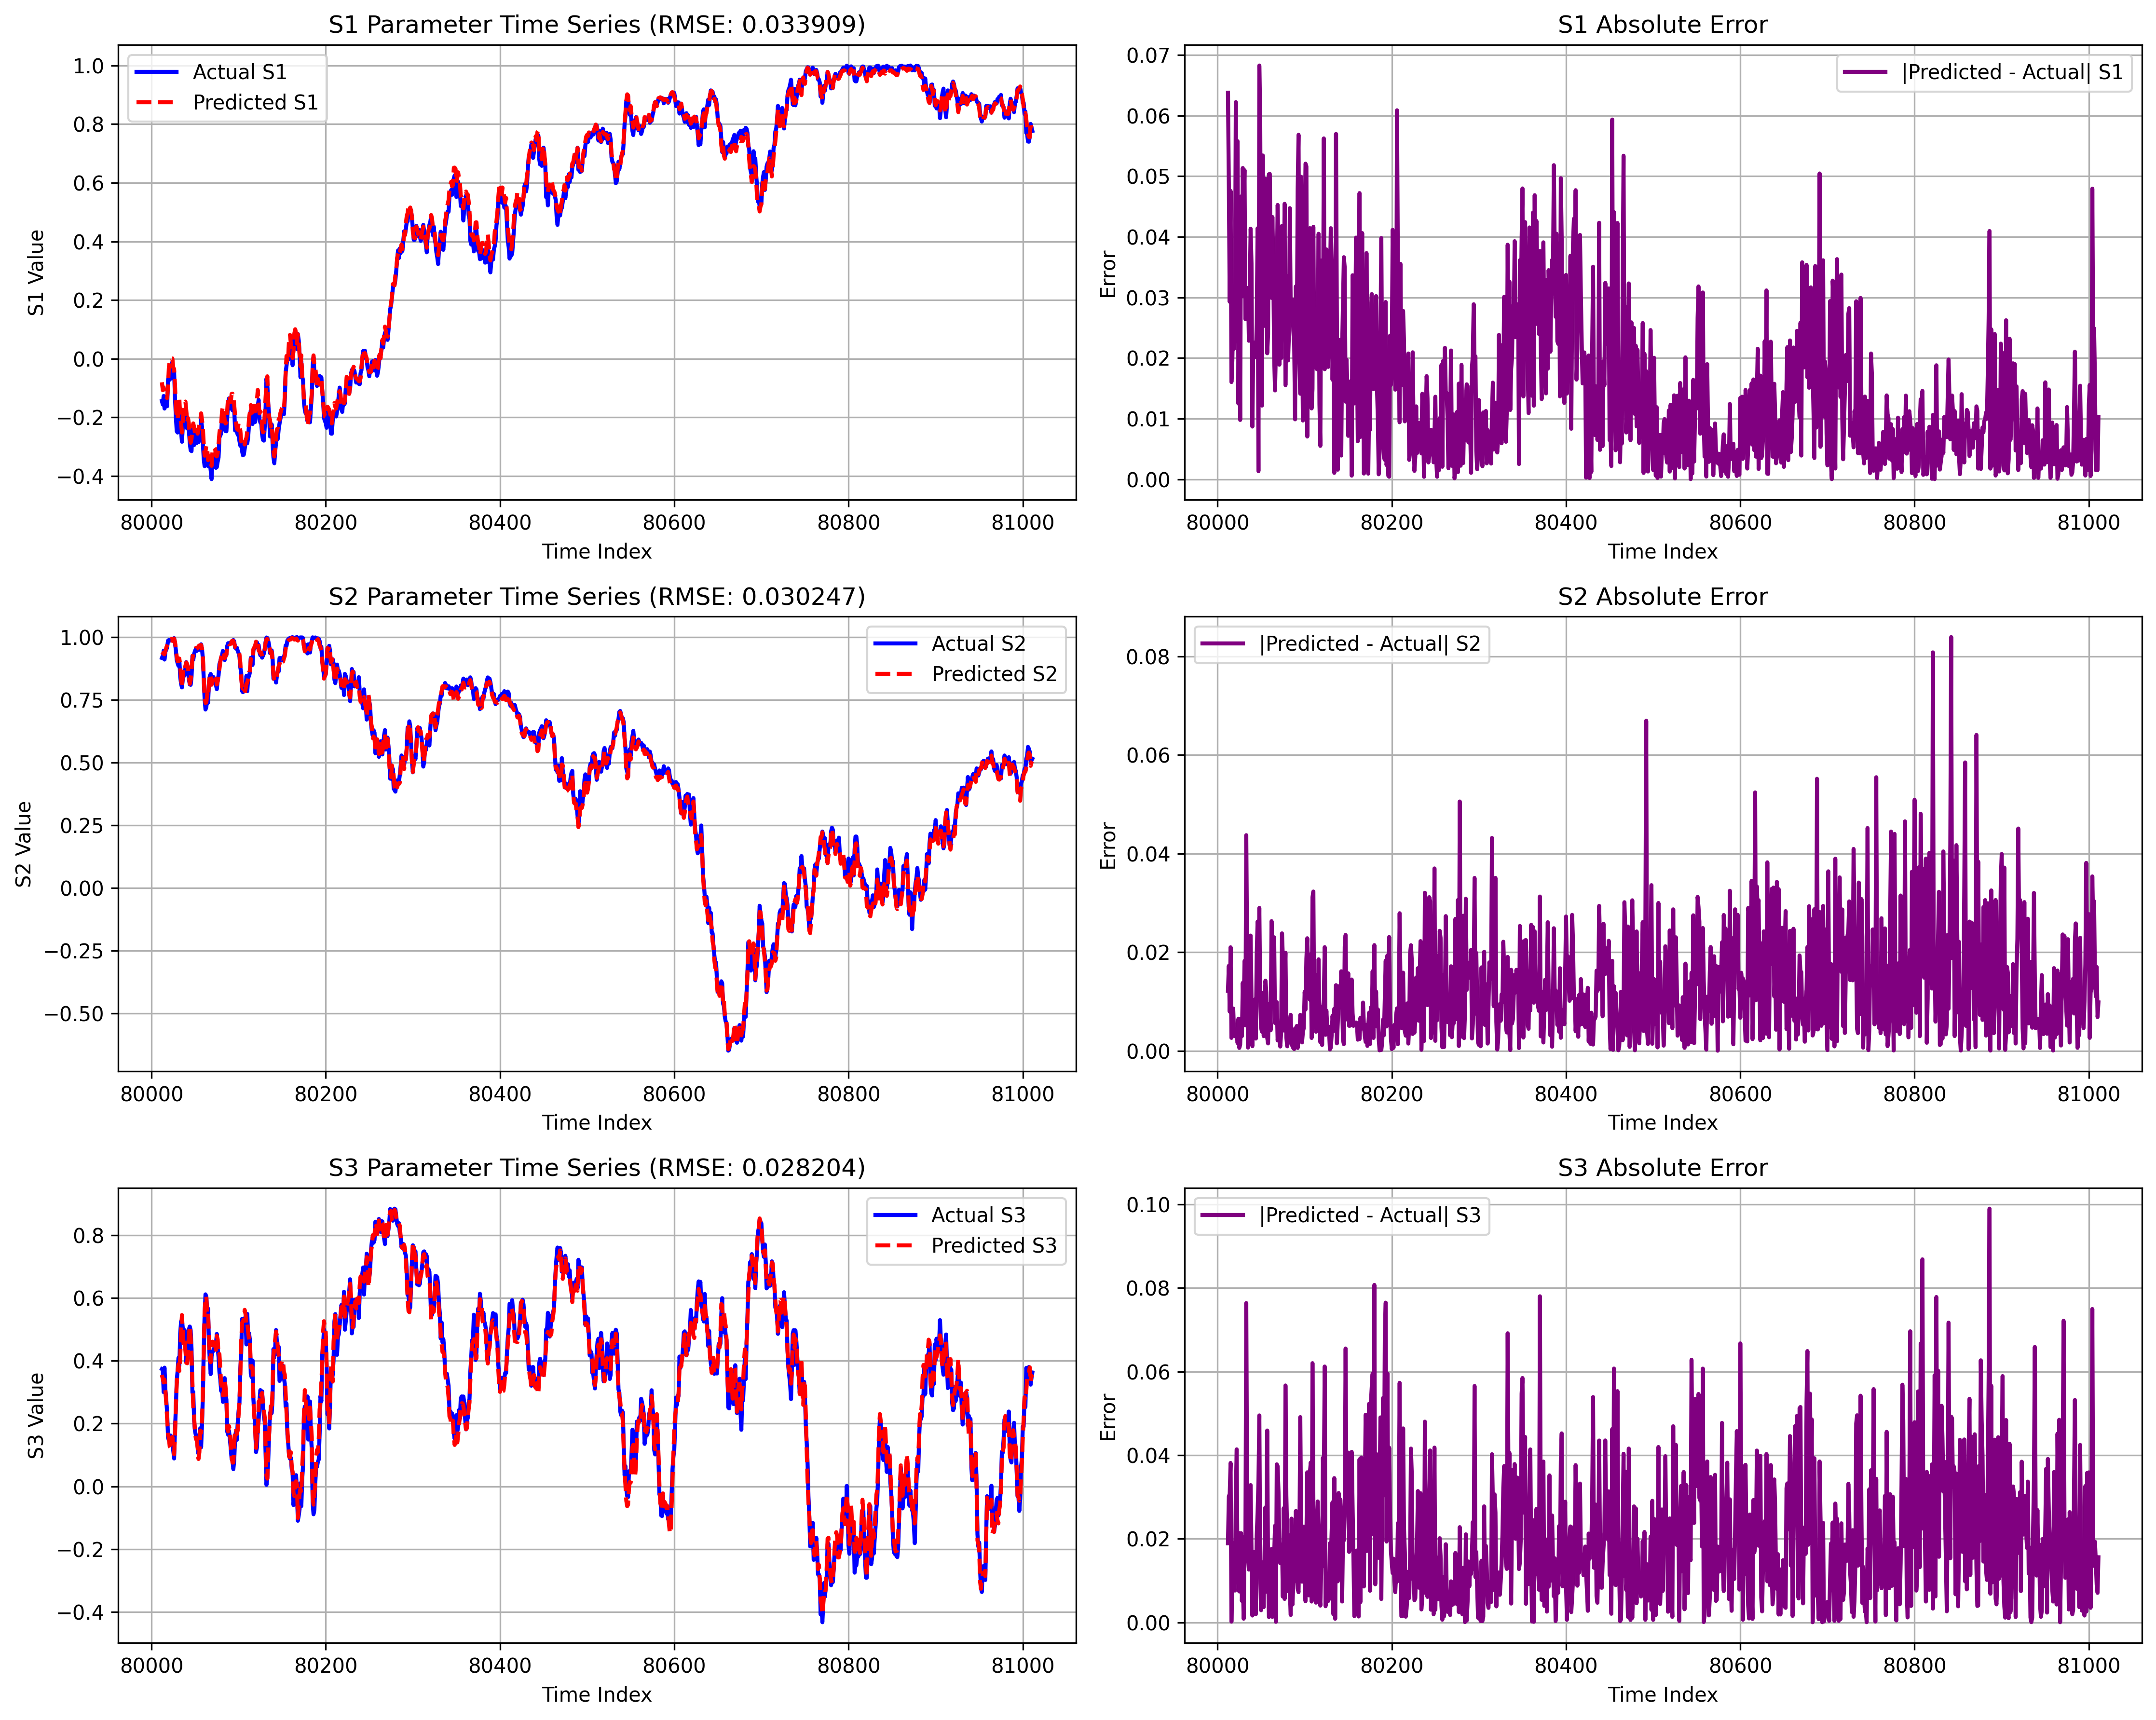 S1 Parameter Time Series (RMSE: 0.033909)
Actual S1
Predicted S1
S1 Value
1.0
0.8
0.6
0.4
0.2
0.0
−0.2
−0.4
80000 80200 80400 80600 80800 81000
Time Index
S1 Absolute Error
|Predicted - Actual| S1
Error
0.07
0.06
0.05
0.04
0.03
0.02
0.01
0.00
80000 80200 80400 80600 80800 81000
Time Index
S2 Parameter Time Series (RMSE: 0.030247)
Actual S2
Predicted S2
S2 Value
1.00
0.75
0.50
0.25
0.00
−0.25
−0.50
80000 80200 80400 80600 80800 81000
Time Index
S2 Absolute Error
|Predicted - Actual| S2
Error
0.08
0.06
0.04
0.02
0.00
80000 80200 80400 80600 80800 81000
Time Index
S3 Parameter Time Series (RMSE: 0.028204)
Actual S3
Predicted S3
S3 Value
0.8
0.6
0.4
0.2
0.0
−0.2
−0.4
80000 80200 80400 80600 80800 81000
Time Index
S3 Absolute Error
|Predicted - Actual| S3
Error
0.10
0.08
0.06
0.04
0.02
0.00
80000 80200 80400 80600 80800 81000
Time Index